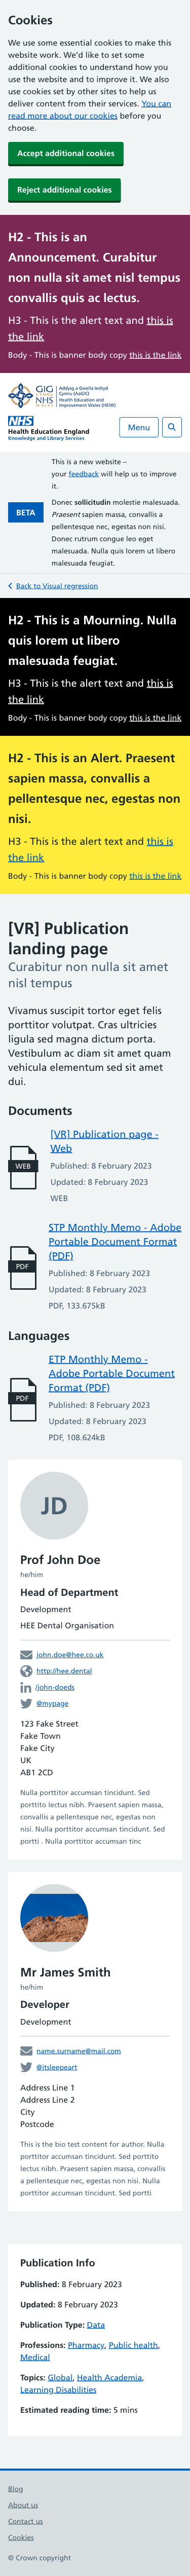 Cookies
We use some essential cookies to make this
website work. We'd like to set some
additional cookies to understand how you
use the website and to improve it. We also
use cookies set by other sites to help us
deliver content from their services. You can
read more about our cookies before you
choose.
Accept additional cookies
Reject additional cookies
H2 - This is an
Announcement. Curabitur
non nulla sit amet nisl tempus
convallis quis ac lectus.
H3 - This is the alert text and this is
the link
Body - This is banner body copy this is the link
GIG
CYMRU
NHS
WALES
Addysg a Gwella Iechyd
Cymru (AaGIC)
Health Education and
Improvement Wales (HEIW)
NHS
Health Education England
Knowledge and Library Services
Menu
BETA
This is a new website –
your feedback will help us to improve
it.
Donec sollicitudin molestie malesuada.
Praesent sapien massa, convallis a
pellentesque nec, egestas non nisi.
Donec rutrum congue leo eget
malesuada. Nulla quis lorem ut libero
malesuada feugiat.
Back to Visual regression
H2 - This is a Mourning. Nulla
quis lorem ut libero
malesuada feugiat.
H3 - This is the alert text and this is
the link
Body - This is banner body copy this is the link
H2 - This is an Alert. Praesent
sapien massa, convallis a
pellentesque nec, egestas non
nisi.
H3 - This is the alert text and this is
the link
Body - This is banner body copy this is the link
[VR] Publication
landing page
Curabitur non nulla sit amet
nisl tempus
Vivamus suscipit tortor eget felis
porttitor volutpat. Cras ultricies
ligula sed magna dictum porta.
Vestibulum ac diam sit amet quam
vehicula elementum sed sit amet
dui.
Documents
WEB
[VR] Publication page -
Web
Published: 8 February 2023
Updated: 8 February 2023
WEB
PDF
STP Monthly Memo - Adobe
Portable Document Format
(PDF)
Published: 8 February 2023
Updated: 8 February 2023
PDF, 133.675kB
Languages
PDF
ETP Monthly Memo -
Adobe Portable Document
Format (PDF)
Published: 8 February 2023
Updated: 8 February 2023
PDF, 108.624kB
JD
Prof John Doe
he/him
Head of Department
Development
HEE Dental Organisation
john.doe@hee.co.uk
http://hee.dental
/john-doeds
@mypage
123 Fake Street
Fake Town
Fake City
UK
AB1 2CD
Nulla porttitor accumsan tincidunt. Sed
porttito lectus nibh. Praesent sapien massa,
convallis a pellentesque nec, egestas non
nisi. Nulla porttitor accumsan tincidunt. Sed
portti . Nulla porttitor accumsan tinc
Mr James Smith
he/him
Developer
Development
name.surname@mail.com
@itsleepeart
Address Line 1
Address Line 2
City
Postcode
This is the bio test content for author. Nulla
porttitor accumsan tincidunt. Sed porttito
lectus nibh. Praesent sapien massa, convallis
a pellentesque nec, egestas non nisi. Nulla
porttitor accumsan tincidunt. Sed portti
Publication Info
Published: 8 February 2023
Updated: 8 February 2023
Publication Type: Data
Professions: Pharmacy, Public health,
Medical
Topics: Global, Health Academia,
Learning Disabilities
Estimated reading time: 5 mins
Blog
About us
Contact us
Cookies
© Crown copyright